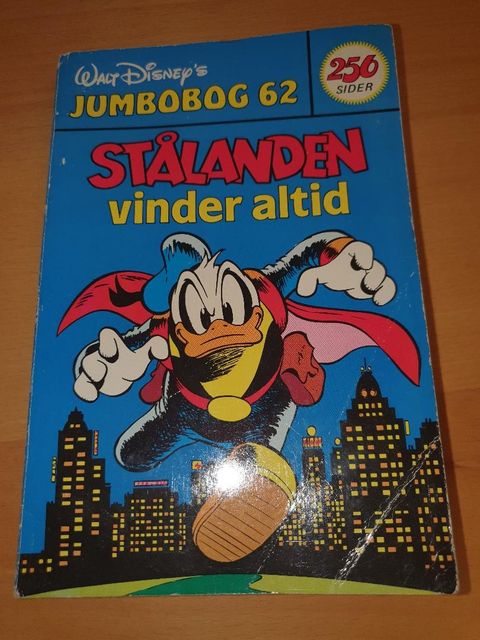 WALT DISNEY'S
JUMBOBOG 62
256
SIDER
STÅLANDEN
vinder altid